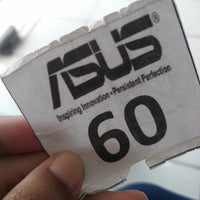 ASUS®
Inspiring Innovation • Persistent Perfection
60